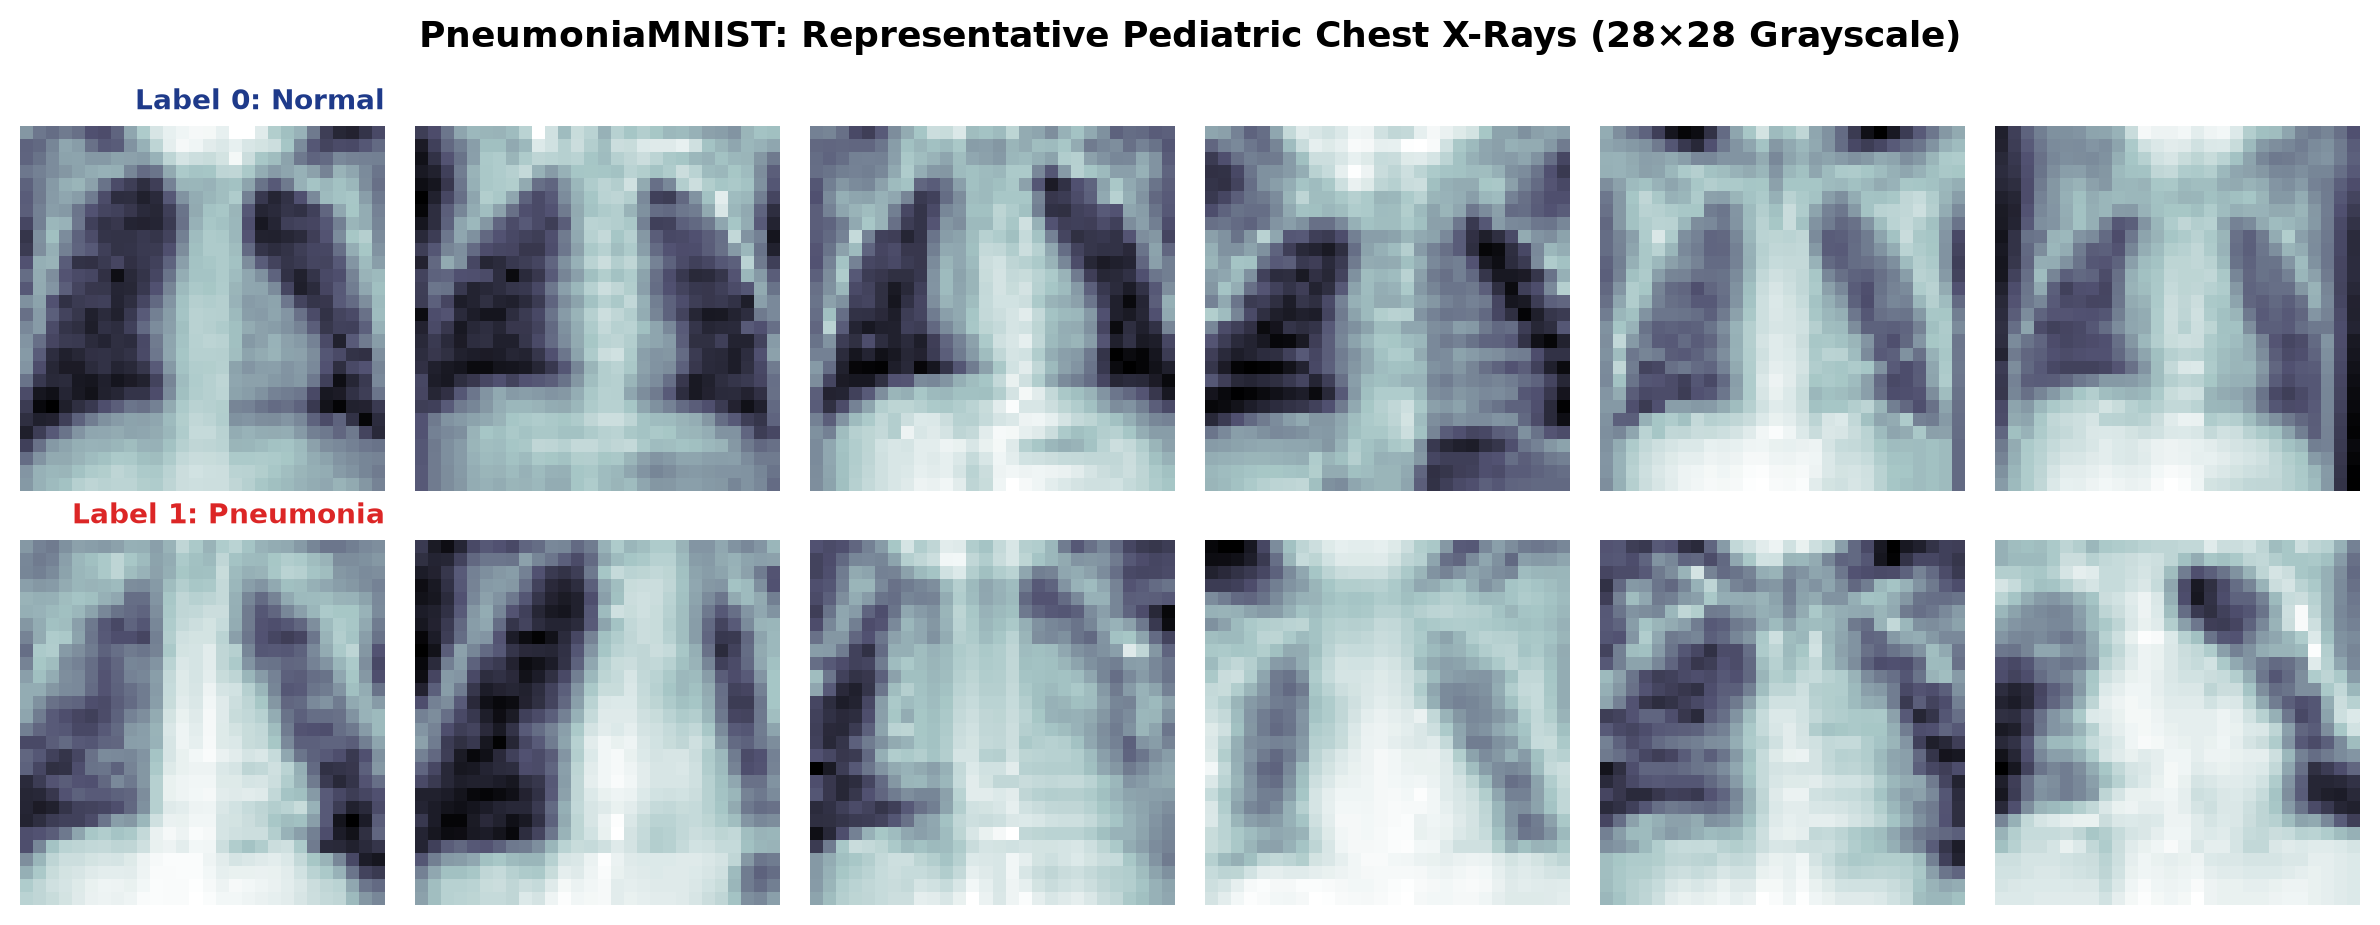 PneumoniaMNIST: Representative Pediatric Chest X-Rays (28×28 Grayscale)
Label 0: Normal
Label 1: Pneumonia